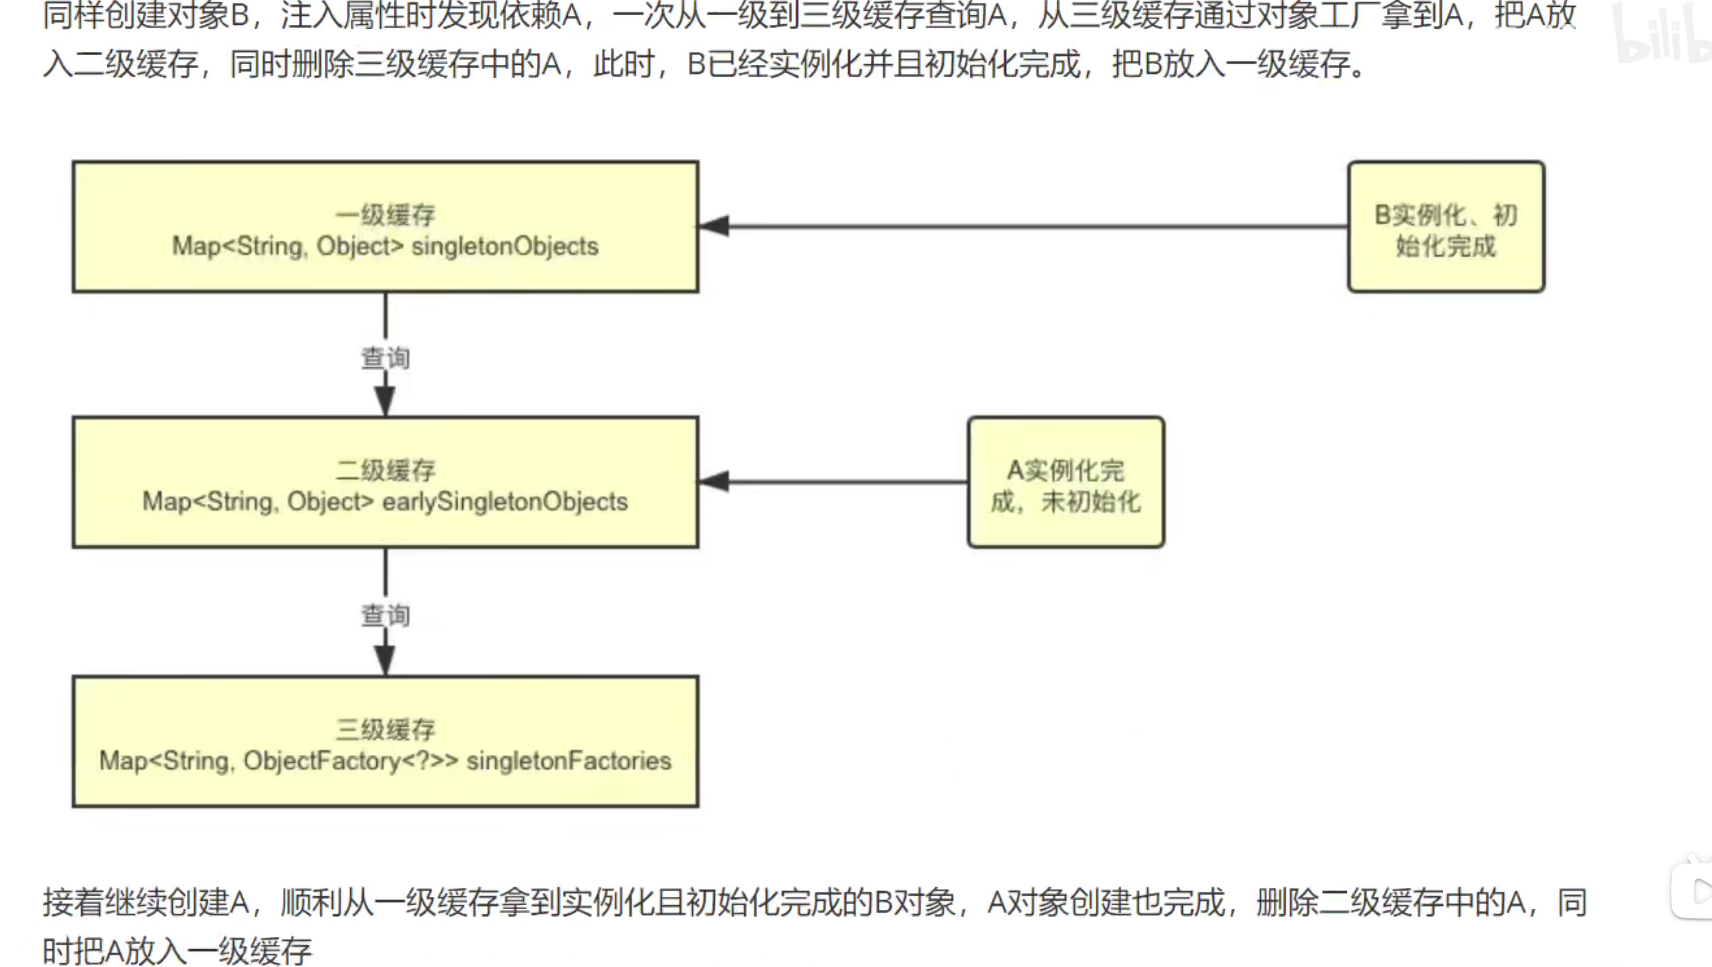 同样创建对象B，注入属性时发现依赖A，一次从一级到三级缓存查询A，从三级缓存通过对象工厂拿到A，把A放
入二级缓存，同时删除三级缓存中的A，此时，B已经实例化并且初始化完成，把B放入一级缓存。
bilib
一级缓存
Map<String, Object> singletonObjects
B实例化、初
始化完成
查询
二级缓存
Map<String, Object> earlySingletonObjects
A实例化完
成，未初始化
查询
三级缓存
Map<String, ObjectFactory<?>> singletonFactories
接着继续创建A，顺利从一级缓存拿到实例化且初始化完成的B对象，A对象创建也完成，删除二级缓存中的A，同
时把A放入一级缓存